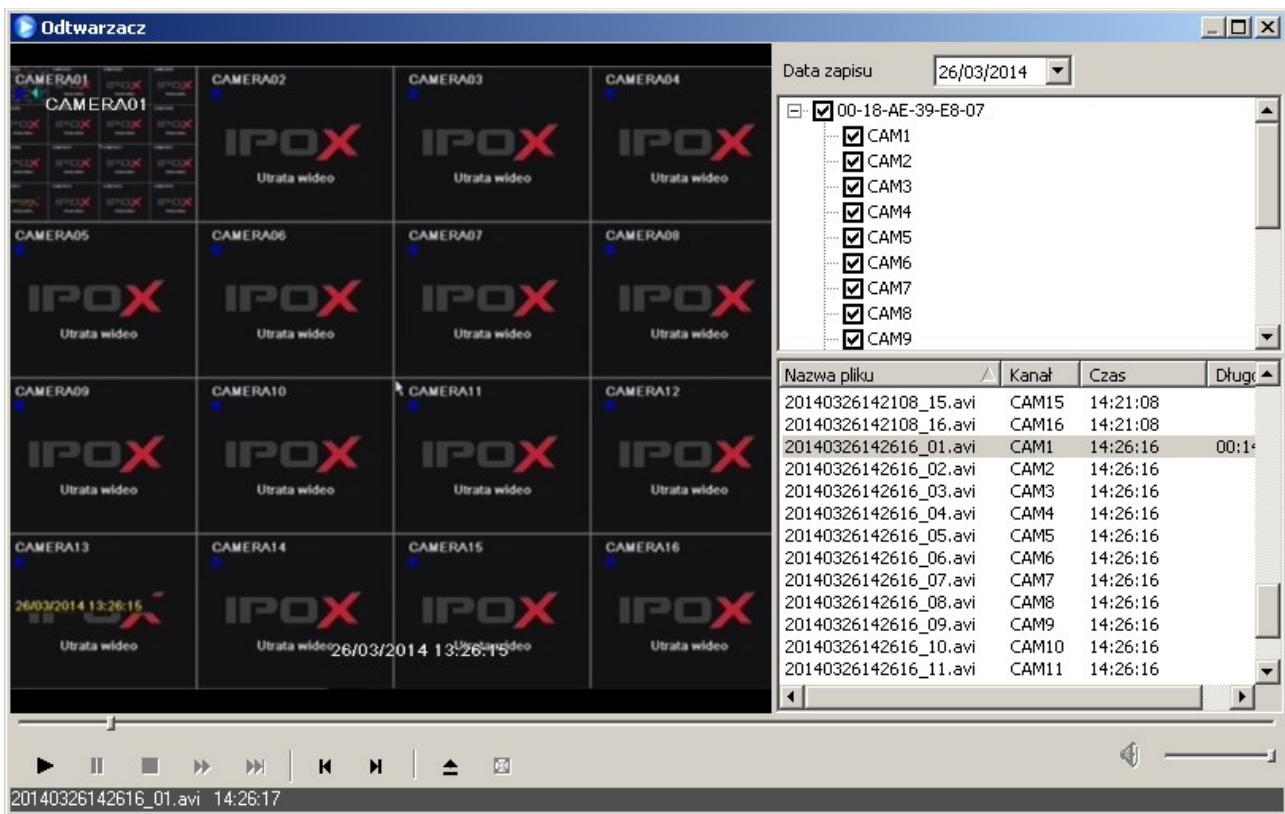 Odtwarzacz
CAMERA01
CAMERA01
CAMERA02
IPOX
Utrata wideo
CAMERA03
IPOX
Utrata wideo
CAMERA04
IPOX
Utrata wideo
CAMERA05
IPOX
Utrata wideo
CAMERA06
IPOX
Utrata wideo
CAMERA07
IPOX
Utrata wideo
CAMERA08
IPOX
Utrata wideo
CAMERA09
IPOX
Utrata wideo
CAMERA10
IPOX
Utrata wideo
CAMERA11
IPOX
Utrata wideo
CAMERA12
IPOX
Utrata wideo
CAMERA13
26/03/2014 13:26:15
Utrata wideo
CAMERA14
IPOX
Utrata wideo
CAMERA15
IPOX
CAMERA16
IPOX
Utrata wideo
26/03/2014 13:26:15
Data zapisu 26/03/2014
00-18-AE-39-E8-07
CAM1
CAM2
CAM3
CAM4
CAM5
CAM6
CAM7
CAM8
CAM9
Nazwa pliku Kanał Czas Długo
20140326142108_15.avi CAM15 14:21:08
20140326142108_16.avi CAM16 14:21:08
20140326142616_01.avi CAM1 14:26:16 00:14
20140326142616_02.avi CAM2 14:26:16
20140326142616_03.avi CAM3 14:26:16
20140326142616_04.avi CAM4 14:26:16
20140326142616_05.avi CAM5 14:26:16
20140326142616_06.avi CAM6 14:26:16
20140326142616_07.avi CAM7 14:26:16
20140326142616_08.avi CAM8 14:26:16
20140326142616_09.avi CAM9 14:26:16
20140326142616_10.avi CAM10 14:26:16
20140326142616_11.avi CAM11 14:26:16
20140326142616_01.avi 14:26:17